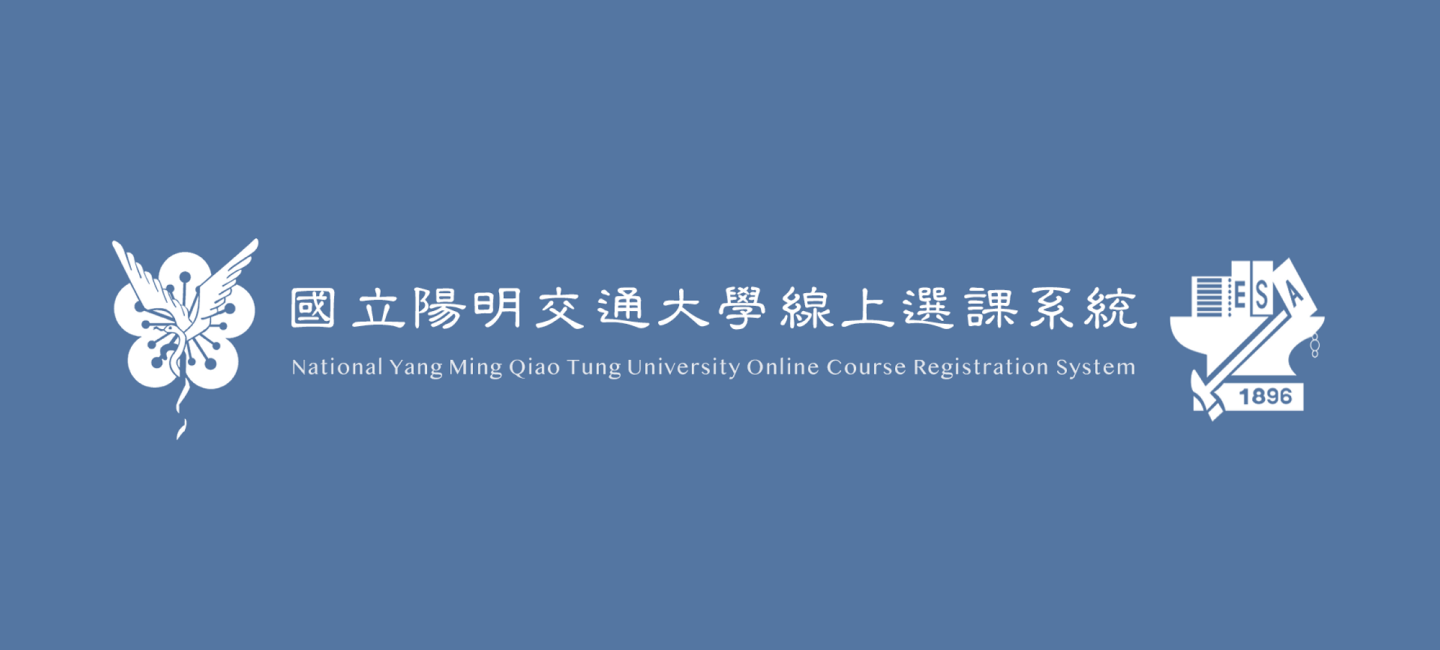 國立陽明交通大學線上選課系統
National Yang Ming Qiao Tung University Online Course Registration System
E S A
1896